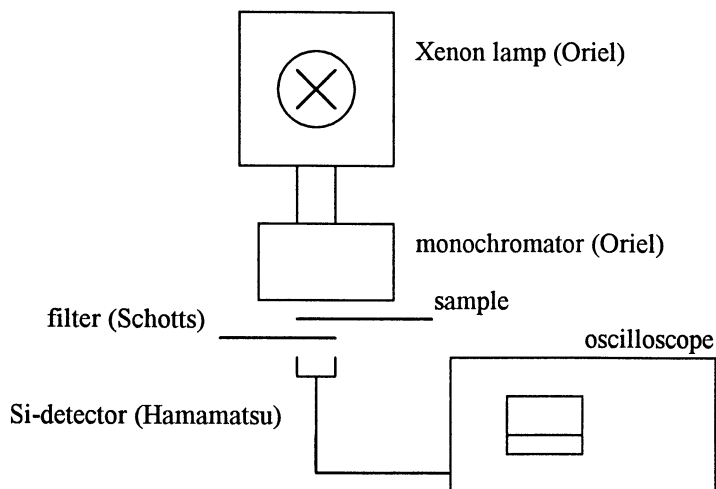 Xenon lamp (Oriel)
monochromator (Oriel)
sample
filter (Schotts)
oscilloscope
Si-detector (Hamamatsu)